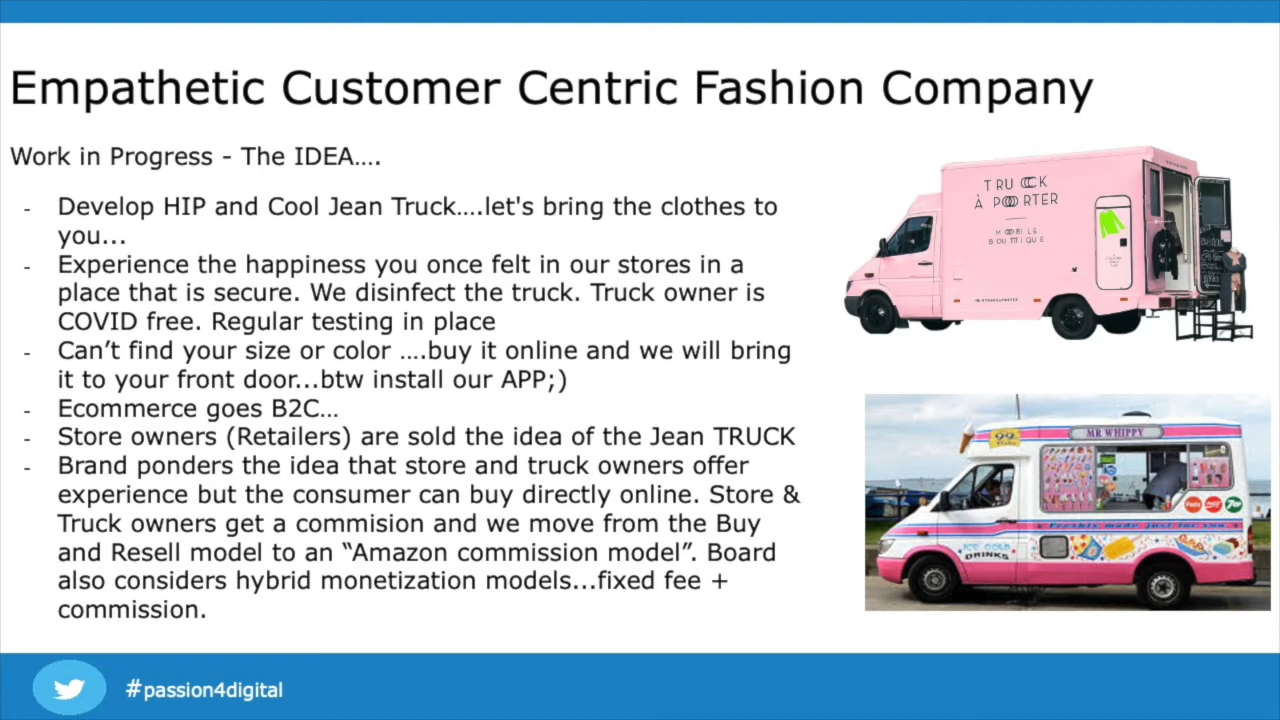 Empathetic Customer Centric Fashion Company
Work in Progress - The IDEA....
- Develop HIP and Cool Jean Truck....let's bring the clothes to
you...
- Experience the happiness you once felt in our stores in a
place that is secure. We disinfect the truck. Truck owner is
COVID free. Regular testing in place
- Can't find your size or color ....buy it online and we will bring
it to your front door...btw install our APP;)
- Ecommerce goes B2C...
- Store owners (Retailers) are sold the idea of the Jean TRUCK
- Brand ponders the idea that store and truck owners offer
experience but the consumer can buy directly online. Store &
Truck owners get a commision and we move from the Buy
and Resell model to an “Amazon commission model”. Board
also considers hybrid monetization models...fixed fee +
commission.
TRUCK
À PORTER
MOBILE
BOUTIQUE
99
MR WHIPPY
Freshly made just for you
ICE COLD
DRINKS
7up
#passion4digital